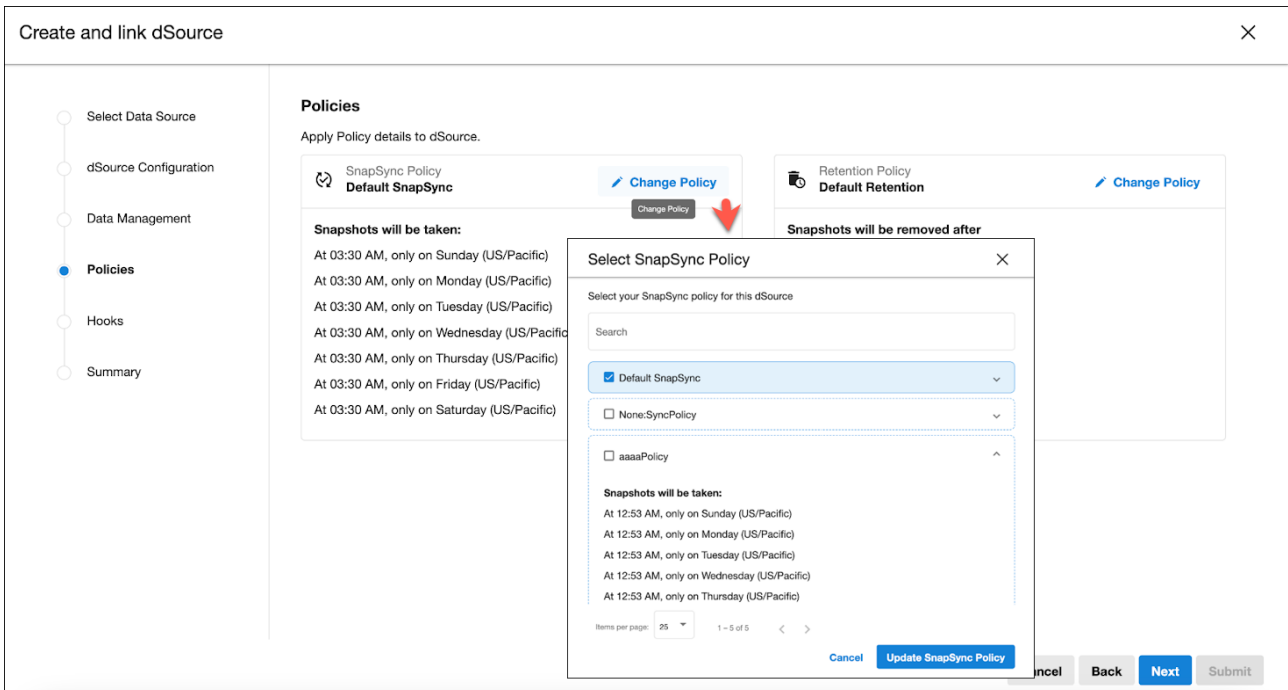 Create and link dSource
Select Data Source
dSource Configuration
Data Management
Policies
Hooks
Summary
Policies
Apply Policy details to dSource.
SnapSync Policy
Default SnapSync
Change Policy
Change Policy
Snapshots will be taken:
At 03:30 AM, only on Sunday (US/Pacific)
At 03:30 AM, only on Monday (US/Pacific)
At 03:30 AM, only on Tuesday (US/Pacific)
At 03:30 AM, only on Wednesday (US/Pacific
At 03:30 AM, only on Thursday (US/Pacific)
At 03:30 AM, only on Friday (US/Pacific)
At 03:30 AM, only on Saturday (US/Pacific)
Retention Policy
Default Retention
Change Policy
Snapshots will be removed after
Select SnapSync Policy
Select your SnapSync policy for this dSource
Search
Default SnapSync
None:SyncPolicy
aaaaPolicy
Snapshots will be taken:
At 12:53 AM, only on Sunday (US/Pacific)
At 12:53 AM, only on Monday (US/Pacific)
At 12:53 AM, only on Tuesday (US/Pacific)
At 12:53 AM, only on Wednesday (US/Pacific)
At 12:53 AM, only on Thursday (US/Pacific)
Items per page: 25 1 – 5 of 5
Cancel Update SnapSync Policy
ncel Back Next Submit